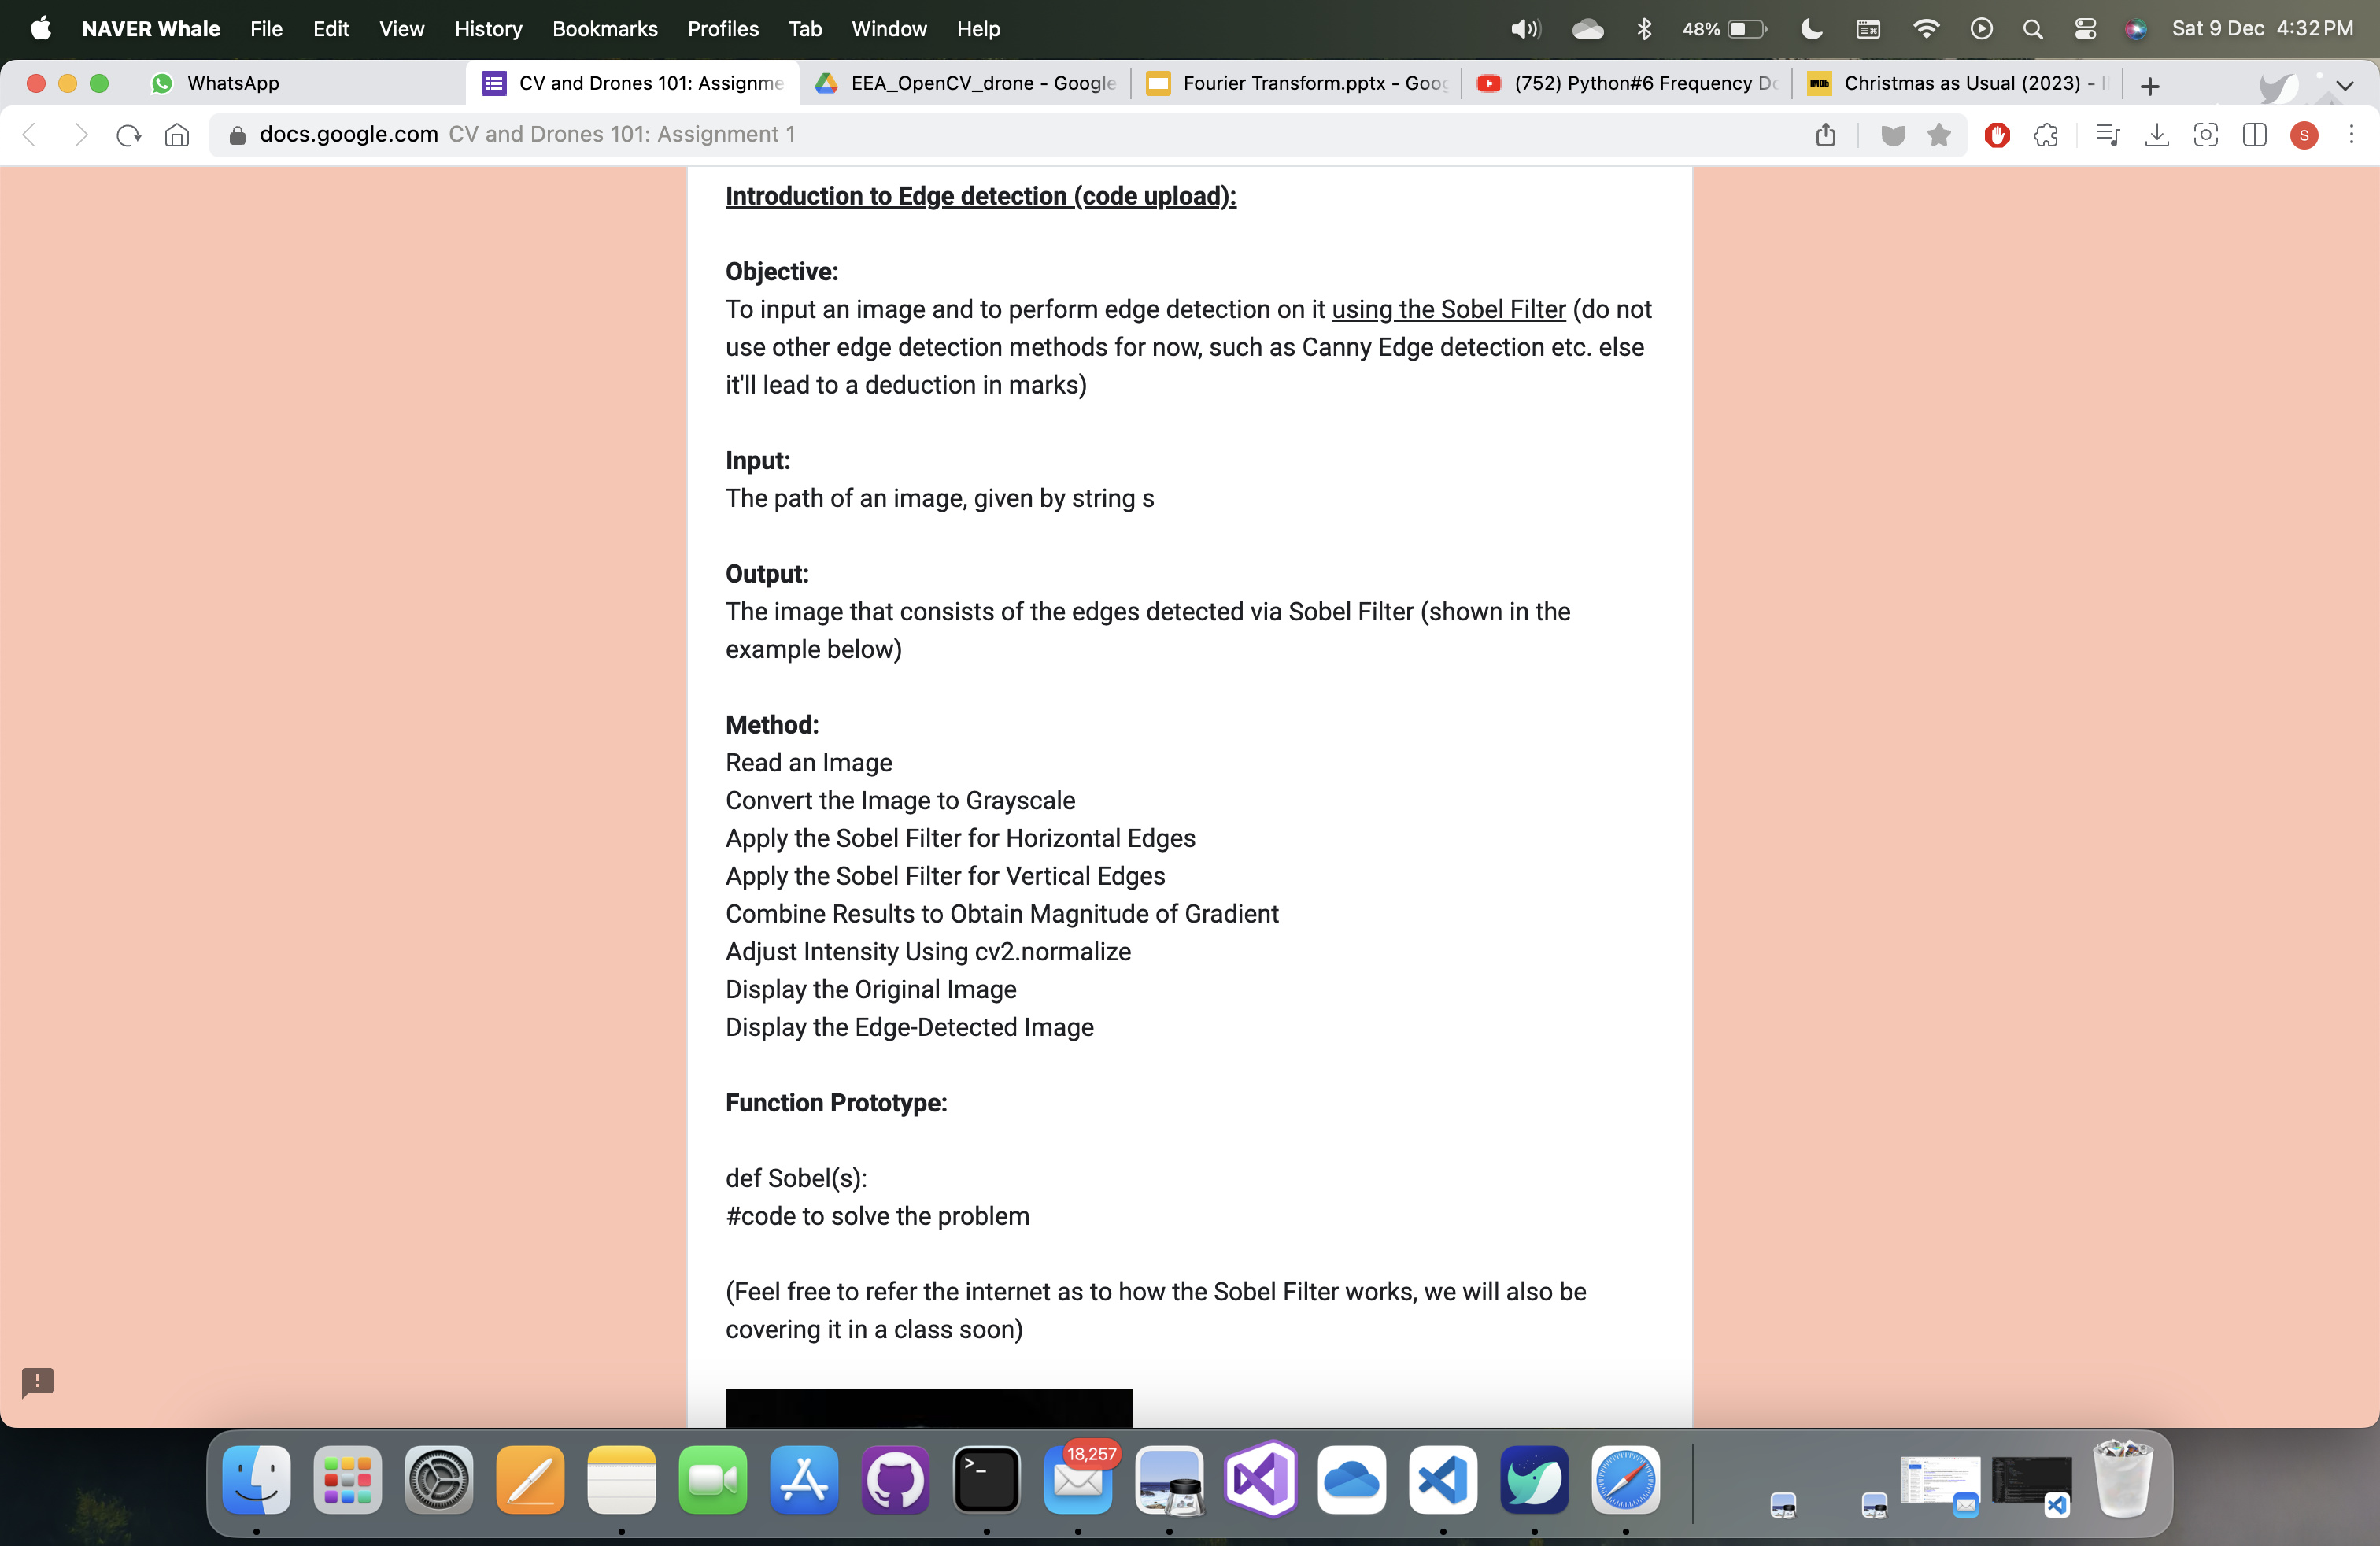 NAVER Whale File Edit View History Bookmarks Profiles Tab Window Help 48% Sat 9 Dec 4:32 PM
WhatsApp CV and Drones 101: Assignme EEA_OpenCV_drone - Google Fourier Transform.pptx - Goog (752) Python#6 Frequency Do IMDb Christmas as Usual (2023) - I
docs.google.com CV and Drones 101: Assignment 1 S
Introduction to Edge detection (code upload):
Objective:
To input an image and to perform edge detection on it using the Sobel Filter (do not
use other edge detection methods for now, such as Canny Edge detection etc. else
it'll lead to a deduction in marks)
Input:
The path of an image, given by string s
Output:
The image that consists of the edges detected via Sobel Filter (shown in the
example below)
Method:
Read an Image
Convert the Image to Grayscale
Apply the Sobel Filter for Horizontal Edges
Apply the Sobel Filter for Vertical Edges
Combine Results to Obtain Magnitude of Gradient
Adjust Intensity Using cv2.normalize
Display the Original Image
Display the Edge-Detected Image
Function Prototype:
def Sobel(s):
#code to solve the problem
(Feel free to refer the internet as to how the Sobel Filter works, we will also be
covering it in a class soon)
18,257